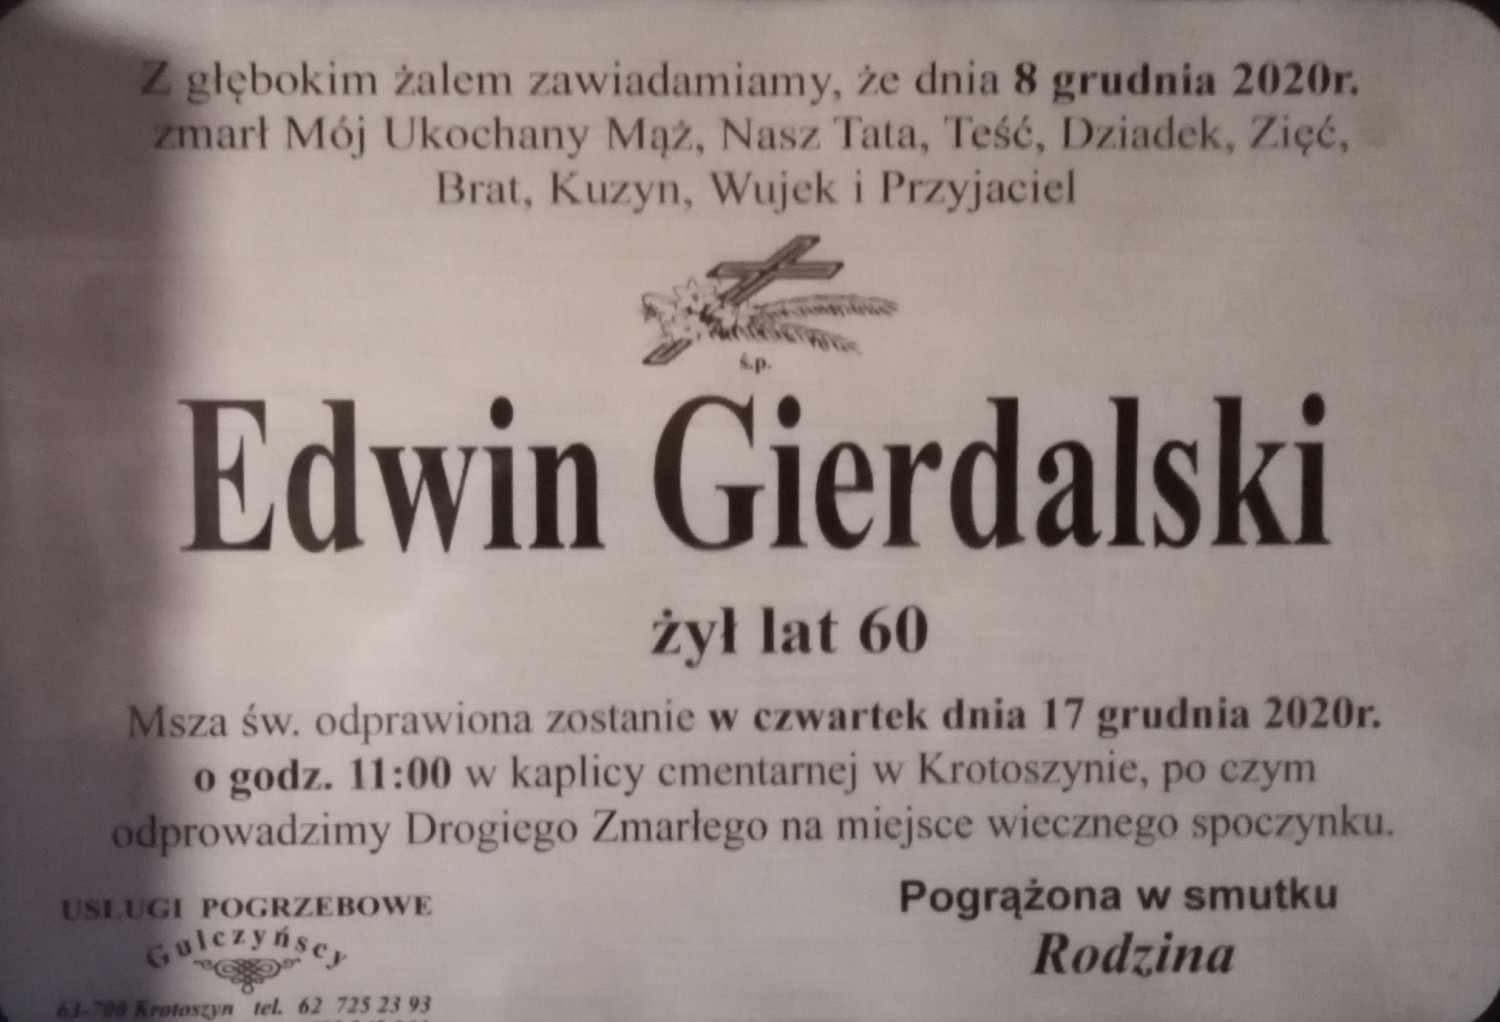 Z głębokim żalem zawiadamiamy, że dnia 8 grudnia 2020r.
zmarł Mój Ukochany Mąż, Nasz Tata, Teść, Dziadek, Zięć,
Brat, Kuzyn, Wujek i Przyjaciel
ś.p.
Edwin Gierdalski
żył lat 60
Msza św. odprawiona zostanie w czwartek dnia 17 grudnia 2020r.
o godz. 11:00 w kaplicy cmentarnej w Krotoszynie, po czym
odprowadzimy Drogiego Zmarłego na miejsce wiecznego spoczynku.
Pogrążona w smutku
Rodzina
USŁUGI POGRZEBOWE
Gulczyńscy
63-700 Krotoszyn tel. 62 725 23 93